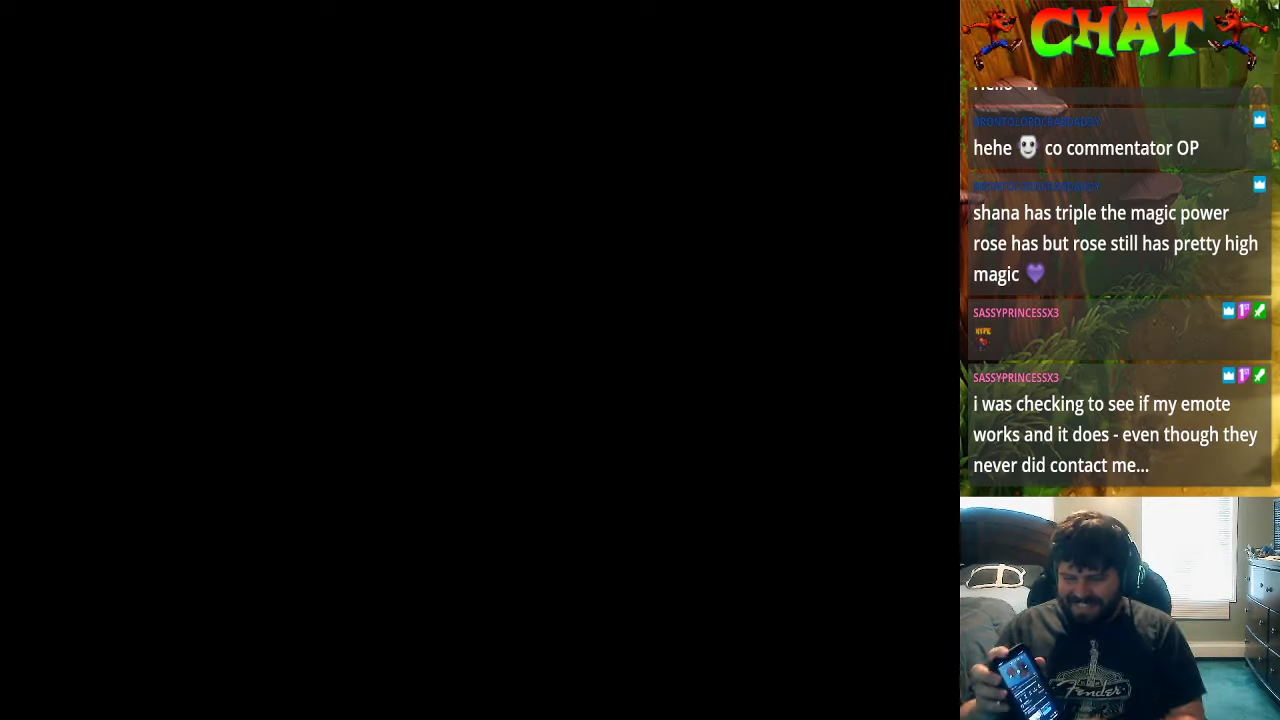 CHAT
hehe co commentator OP
shana has triple the magic power
rose has but rose still has pretty high
magic
SASSYPRINCESSX3
HYPE
SASSYPRINCESSX3
i was checking to see if my emote
works and it does - even though they
never did contact me...
Fender